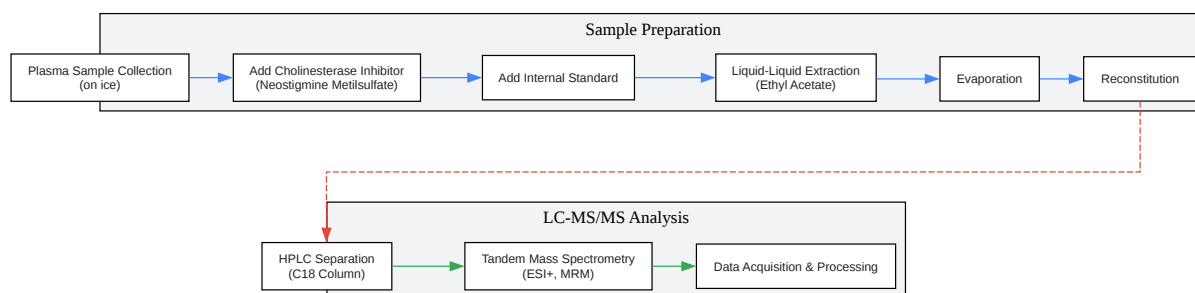 Sample Preparation
Plasma Sample Collection
(on ice)
Add Cholinesterase Inhibitor
(Neostigmine Metilsulfate)
Add Internal Standard
Liquid-Liquid Extraction
(Ethyl Acetate)
Evaporation
Reconstitution
LC-MS/MS Analysis
HPLC Separation
(C18 Column)
Tandem Mass Spectrometry
(ESI+, MRM)
Data Acquisition & Processing